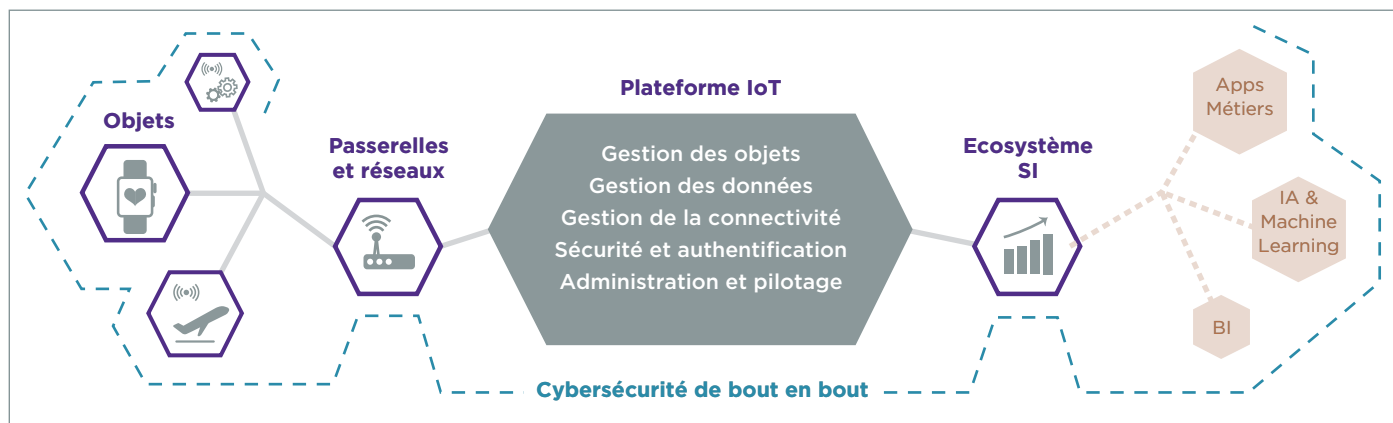 Objets
Passerelles
et réseaux
Plateforme IoT
Gestion des objets
Gestion des données
Gestion de la connectivité
Sécurité et authentification
Administration et pilotage
Ecosystème
SI
Apps
Métiers
IA &
Machine
Learning
BI
Cybersécurité de bout en bout